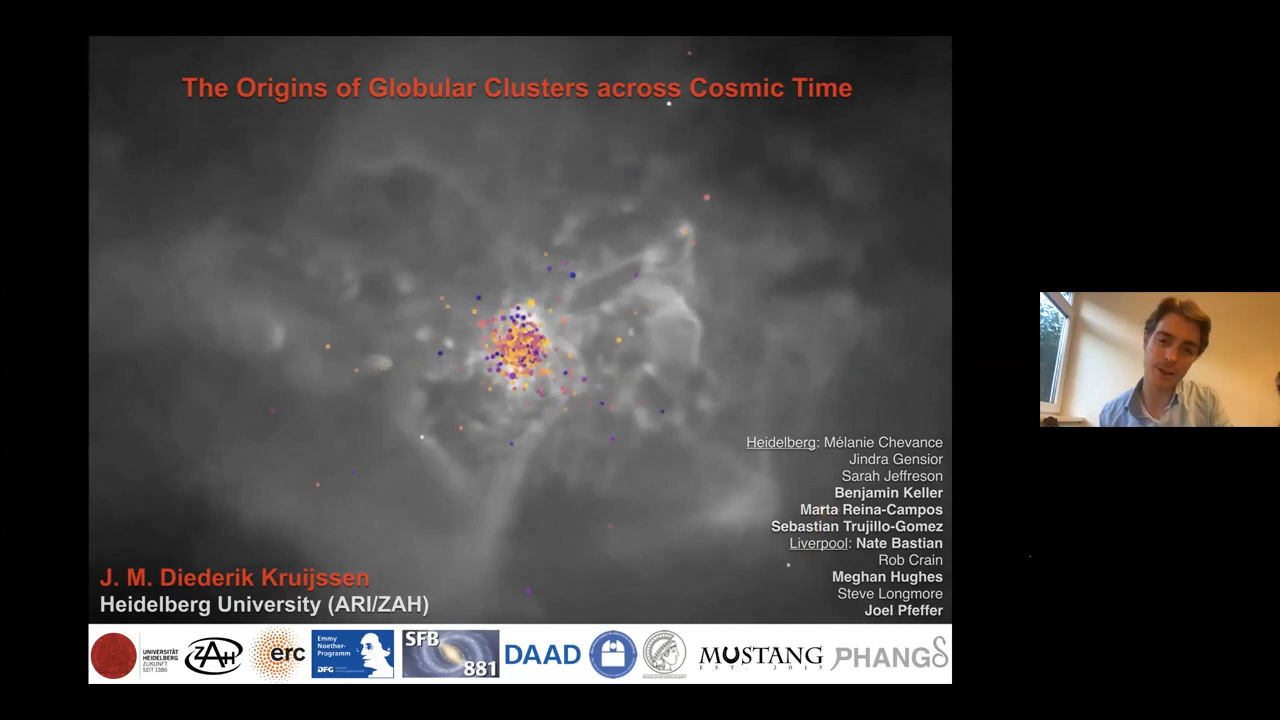 The Origins of Globular Clusters across Cosmic Time
Heidelberg: Mélanie Chevance
Jindra Gensior
Sarah Jeffreson
Benjamin Keller
Marta Reina-Campos
Sebastian Trujillo-Gomez
Liverpool: Nate Bastian
Rob Crain
Meghan Hughes
Steve Longmore
Joel Pfeffer
J. M. Diederik Kruijssen
Heidelberg University (ARI/ZAH)
UNIVERSITÄT
HEIDELBERG
ZUKUNFT
SEIT 1386
ZAH
erc
Emmy
Noether-
Programm
DFG
SFB
881
DAAD
MUSTANG
EST. 2015
PHANGS